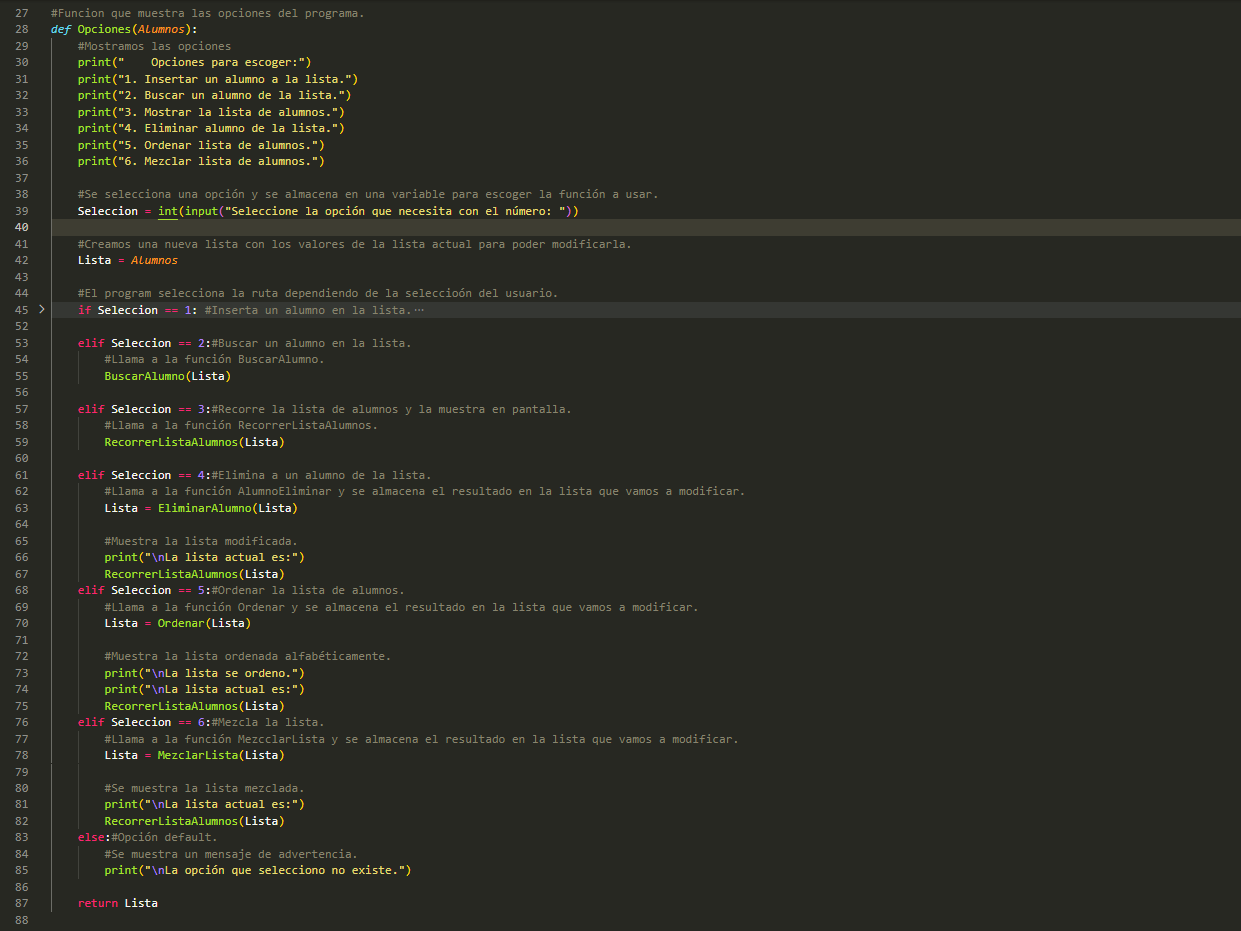 27 #Funcion que muestra las opciones del programa.
28 def Opciones(Alumnos):
29     #Mostramos las opciones
30     print("    Opciones para escoger:")
31     print("1. Insertar un alumno a la lista.")
32     print("2. Buscar un alumno de la lista.")
33     print("3. Mostrar la lista de alumnos.")
34     print("4. Eliminar alumno de la lista.")
35     print("5. Ordenar lista de alumnos.")
36     print("6. Mezclar lista de alumnos.")
37
38     #Se selecciona una opción y se almacena en una variable para escoger la función a usar.
39     Seleccion = int(input("Seleccione la opción que necesita con el número: "))
40
41     #Creamos una nueva lista con los valores de la lista actual para poder modificarla.
42     Lista = Alumnos
43
44     #El program selecciona la ruta dependiendo de la seleccioón del usuario.
45 >   if Seleccion == 1: #Inserta un alumno en la lista.···
52
53     elif Seleccion == 2:#Buscar un alumno en la lista.
54         #Llama a la función BuscarAlumno.
55         BuscarAlumno(Lista)
56
57     elif Seleccion == 3:#Recorre la lista de alumnos y la muestra en pantalla.
58         #Llama a la función RecorrerListaAlumnos.
59         RecorrerListaAlumnos(Lista)
60
61     elif Seleccion == 4:#Elimina a un alumno de la lista.
62         #Llama a la función AlumnoEliminar y se almacena el resultado en la lista que vamos a modificar.
63         Lista = EliminarAlumno(Lista)
64
65         #Muestra la lista modificada.
66         print("\nLa lista actual es:")
67         RecorrerListaAlumnos(Lista)
68     elif Seleccion == 5:#Ordenar la lista de alumnos.
69         #Llama a la función Ordenar y se almacena el resultado en la lista que vamos a modificar.
70         Lista = Ordenar(Lista)
71
72         #Muestra la lista ordenada alfabéticamente.
73         print("\nLa lista se ordeno.")
74         print("\nLa lista actual es:")
75         RecorrerListaAlumnos(Lista)
76     elif Seleccion == 6:#Mezcla la lista.
77         #Llama a la función MezcclarLista y se almacena el resultado en la lista que vamos a modificar.
78         Lista = MezclarLista(Lista)
79
80         #Se muestra la lista mezclada.
81         print("\nLa lista actual es:")
82         RecorrerListaAlumnos(Lista)
83     else:#Opción default.
84         #Se muestra un mensaje de advertencia.
85         print("\nLa opción que selecciono no existe.")
86
87     return Lista
88